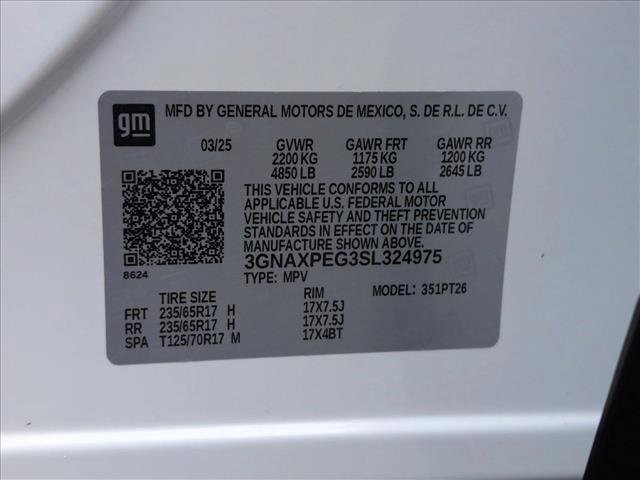 gm
MFD BY GENERAL MOTORS DE MEXICO, S. DE R.L. DE C.V.
03/25 GVWR GAWR FRT GAWR RR
2200 KG 1175 KG 1200 KG
4850 LB 2590 LB 2645 LB
THIS VEHICLE CONFORMS TO ALL
APPLICABLE U.S. FEDERAL MOTOR
VEHICLE SAFETY AND THEFT PREVENTION
STANDARDS IN EFFECT ON THE DATE OF
MANUFACTURE SHOWN ABOVE.
8624 3GNAXPEG3SL324975
TYPE: MPV MODEL: 351PT26
TIRE SIZE RIM
FRT 235/65R17 H 17X7.5J
RR 235/65R17 H 17X7.5J
SPA T125/70R17 M 17X4BT